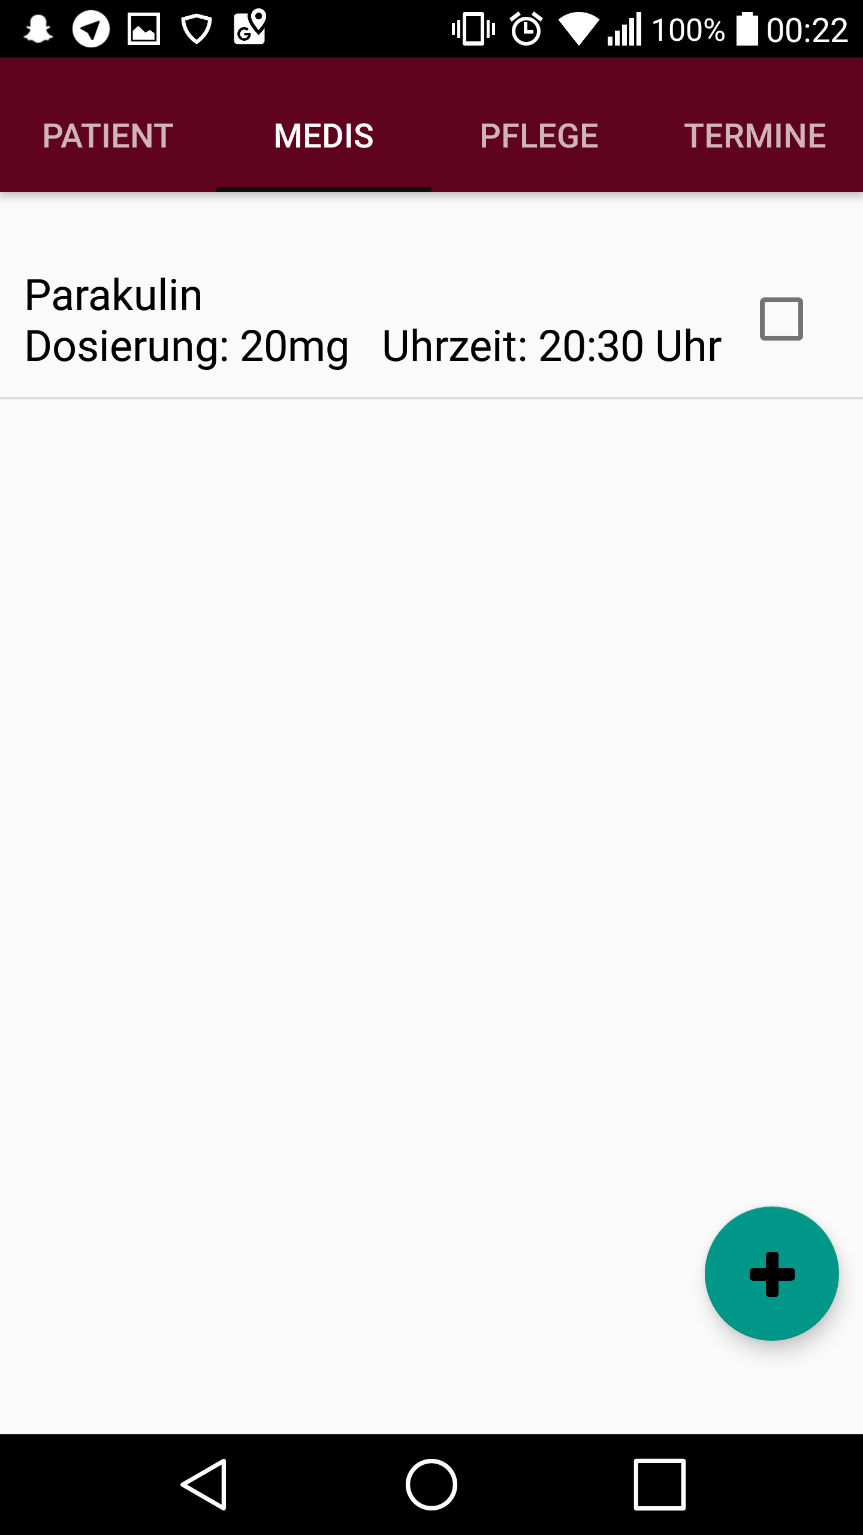 100% 00:22
PATIENT MEDIS PFLEGE TERMINE
Parakulin
Dosierung: 20mg Uhrzeit: 20:30 Uhr